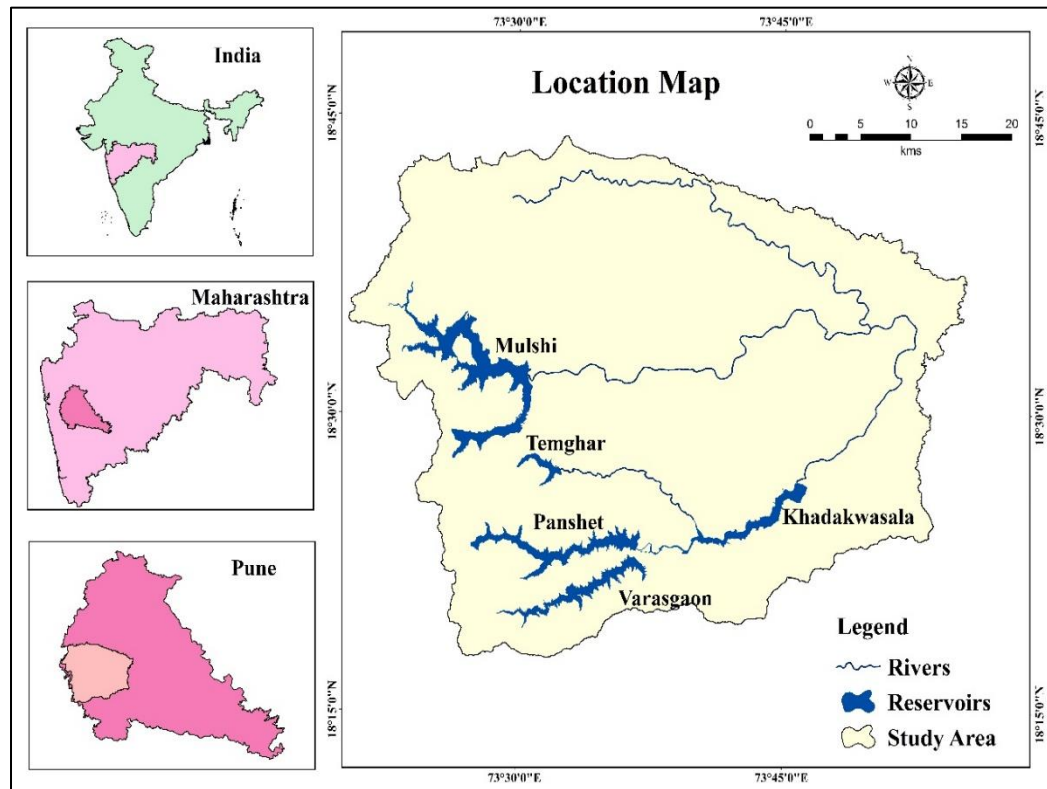 India
Maharashtra
Pune
73°30'0"E
73°45'0"E
Location Map
N
W
E
S
0 5 10 15 20
kms
18°45'0"N
18°45'0"N
Mulshi
18°30'0"N
18°30'0"N
Temghar
Panshet
Khadakwasala
Varasgaon
Legend
Rivers
Reservoirs
Study Area
18°15'0"N
18°15'0"N
73°30'0"E
73°45'0"E